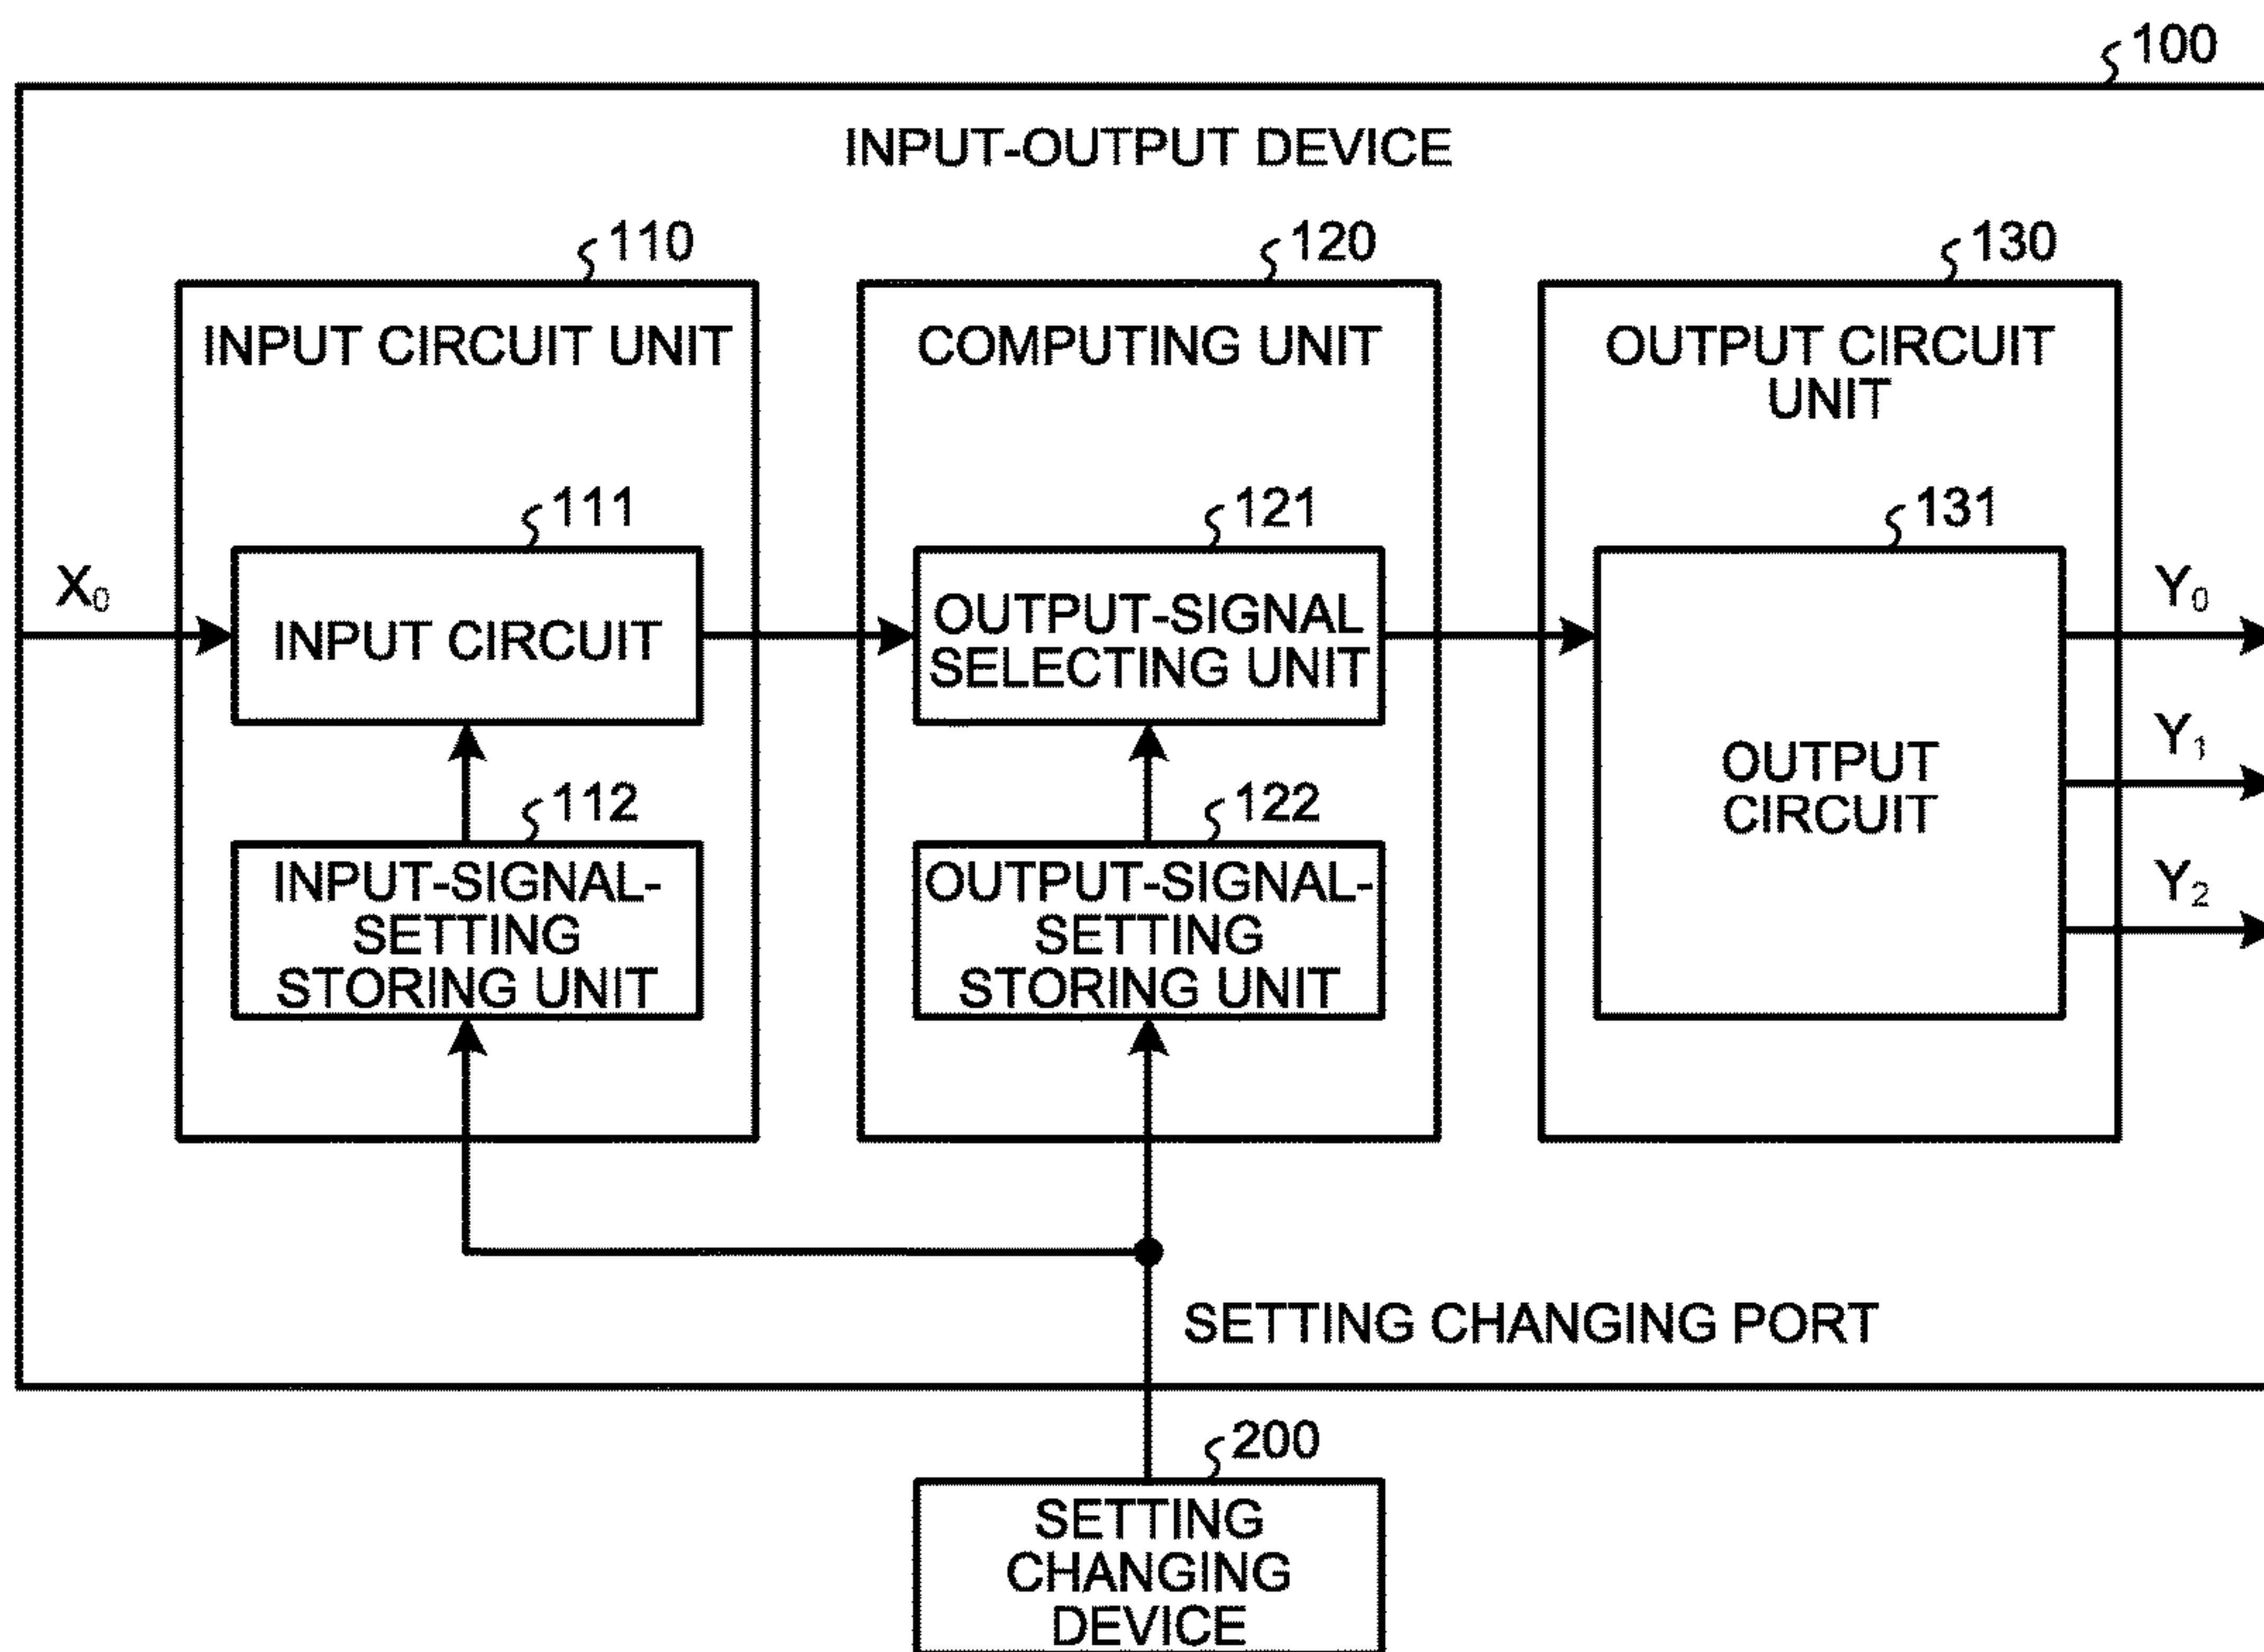 100
INPUT-OUTPUT DEVICE
110
120
130
INPUT CIRCUIT UNIT
COMPUTING UNIT
OUTPUT CIRCUIT
UNIT
111
121
131
X₀
INPUT CIRCUIT
OUTPUT-SIGNAL
SELECTING UNIT
OUTPUT
CIRCUIT
Y₀
Y₁
Y₂
112
122
INPUT-SIGNAL-
SETTING
STORING UNIT
OUTPUT-SIGNAL-
SETTING
STORING UNIT
SETTING CHANGING PORT
200
SETTING
CHANGING
DEVICE